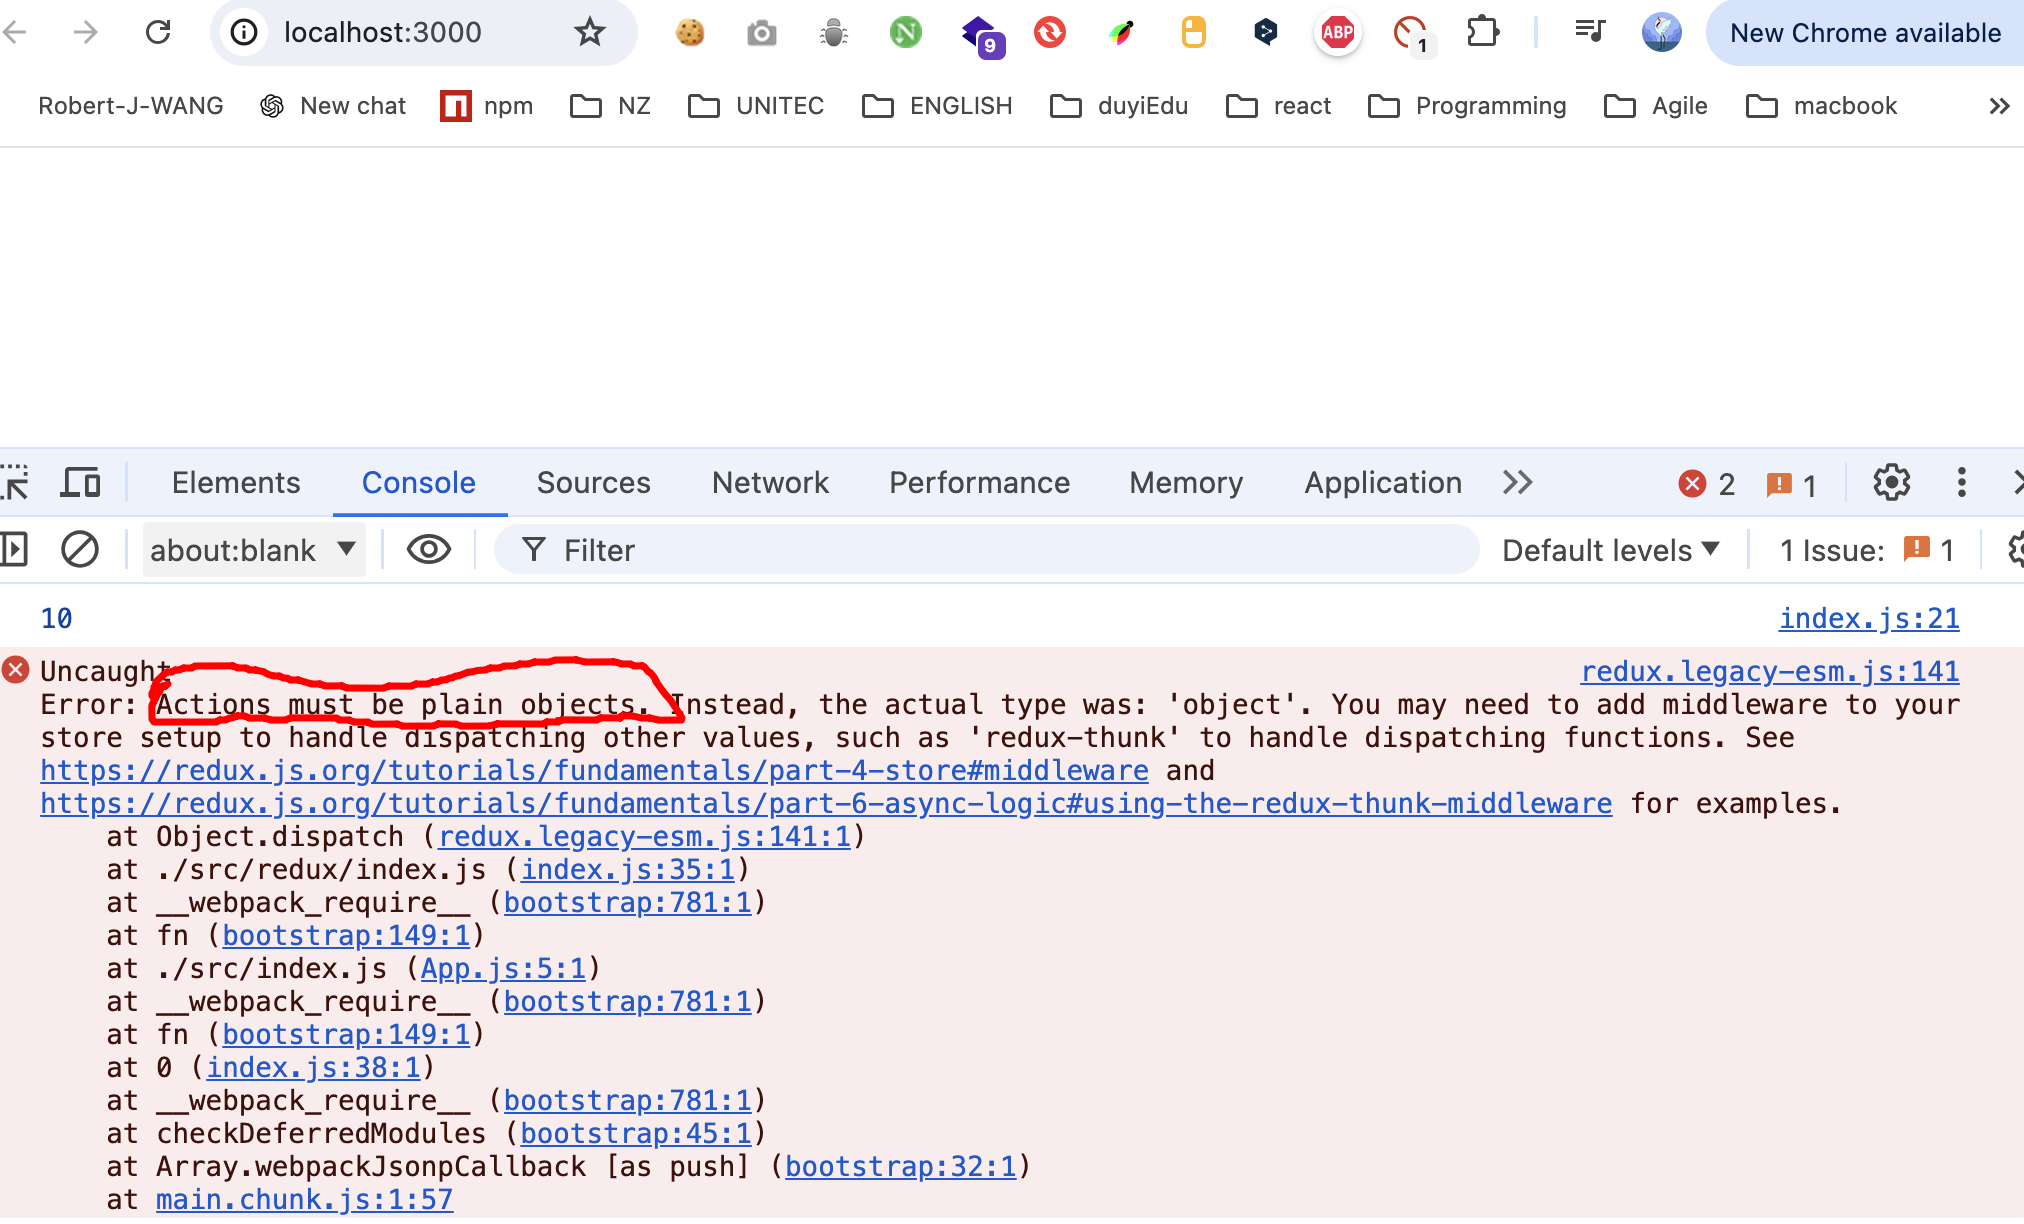 localhost:3000
9
ABP
1
New Chrome available
Robert-J-WANG
New chat
npm
NZ
UNITEC
ENGLISH
duyiEdu
react
Programming
Agile
macbook
Elements
Console
Sources
Network
Performance
Memory
Application
2
1
about:blank
Filter
Default levels
1 Issue:
1
10
index.js:21
Uncaught
redux.legacy-esm.js:141
Error: Actions must be plain objects. Instead, the actual type was: 'object'. You may need to add middleware to your
store setup to handle dispatching other values, such as 'redux-thunk' to handle dispatching functions. See
https://redux.js.org/tutorials/fundamentals/part-4-store#middleware and
https://redux.js.org/tutorials/fundamentals/part-6-async-logic#using-the-redux-thunk-middleware for examples.
at Object.dispatch (redux.legacy-esm.js:141:1)
at ./src/redux/index.js (index.js:35:1)
at __webpack_require__ (bootstrap:781:1)
at fn (bootstrap:149:1)
at ./src/index.js (App.js:5:1)
at __webpack_require__ (bootstrap:781:1)
at fn (bootstrap:149:1)
at 0 (index.js:38:1)
at __webpack_require__ (bootstrap:781:1)
at checkDeferredModules (bootstrap:45:1)
at Array.webpackJsonpCallback [as push] (bootstrap:32:1)
at main.chunk.js:1:57